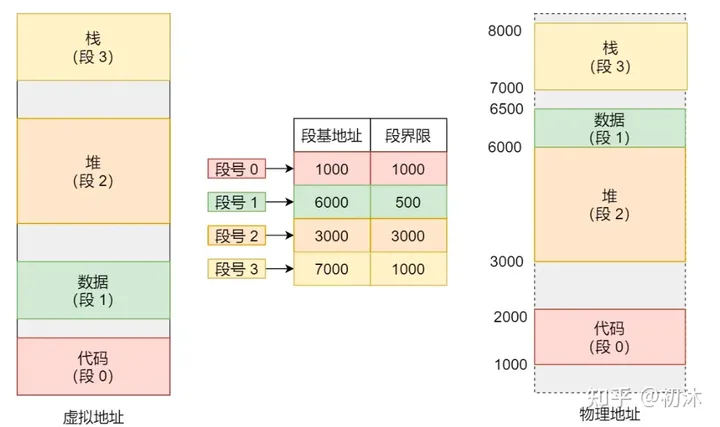 栈
(段 3)
堆
(段 2)
数据
(段 1)
代码
(段 0)
虚拟地址
段基地址 段界限
段号 0 1000 1000
段号 1 6000 500
段号 2 3000 3000
段号 3 7000 1000
8000
栈
(段 3)
7000
6500
数据
(段 1)
6000
堆
(段 2)
3000
2000
代码
(段 0)
1000
物理地址
知乎 @初沐